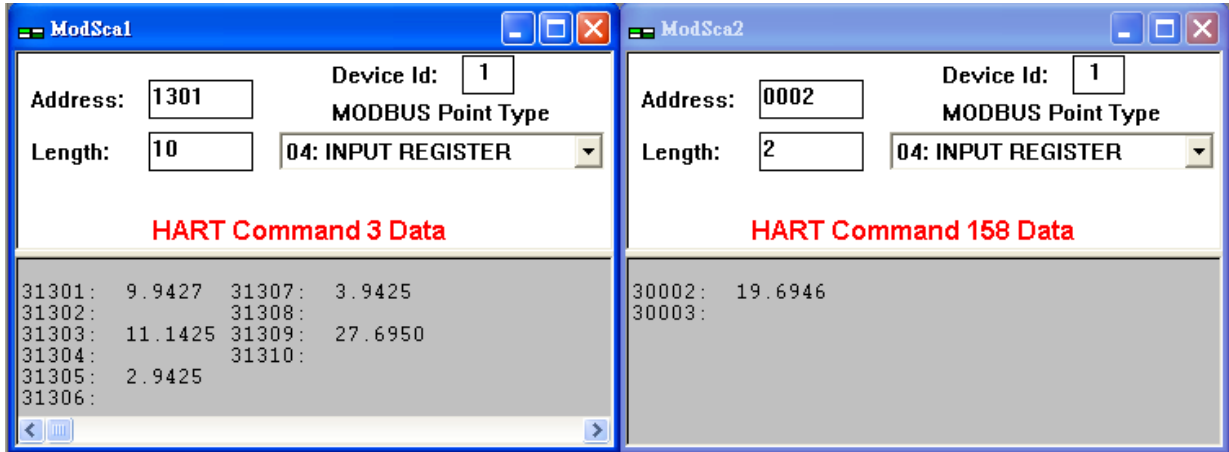 ModSca1
Device Id: 1
Address: 1301
MODBUS Point Type
Length: 10 04: INPUT REGISTER
HART Command 3 Data
31301: 9.9427 31307: 3.9425
31302: 31308:
31303: 11.1425 31309: 27.6950
31304: 31310:
31305: 2.9425
31306:
ModSca2
Device Id: 1
Address: 0002
MODBUS Point Type
Length: 2 04: INPUT REGISTER
HART Command 158 Data
30002: 19.6946
30003: